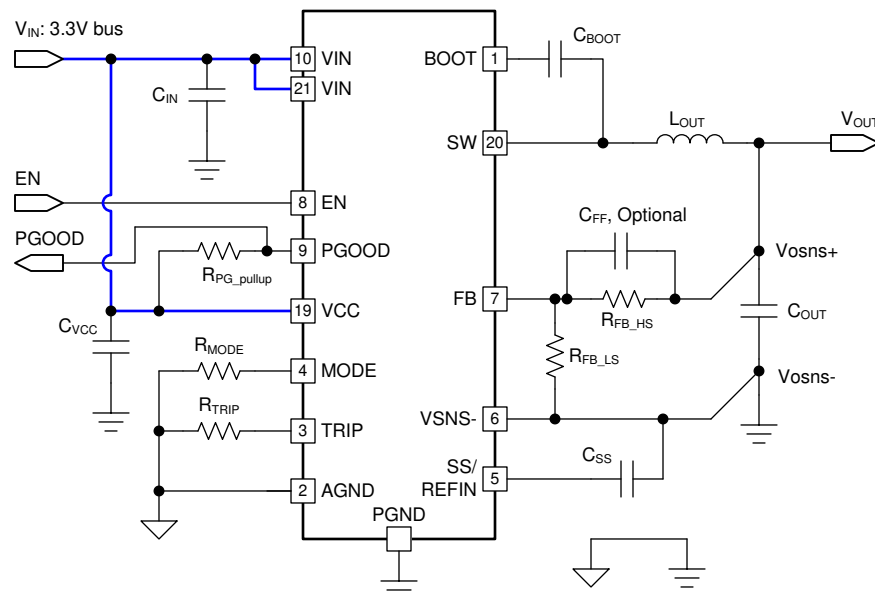 VIN: 3.3V bus
10 VIN
21 VIN
CIN
EN
8 EN
PGOOD
9 PGOOD
RPG_pullup
19 VCC
CVCC
RMODE
4 MODE
RTRIP
3 TRIP
2 AGND
PGND
BOOT 1
CBOOT
SW 20
LOUT
VOUT
CFF, Optional
Vosns+
FB 7
RFB_HS
COUT
RFB_LS
Vosns-
VSNS- 6
CSS
SS/
REFIN 5